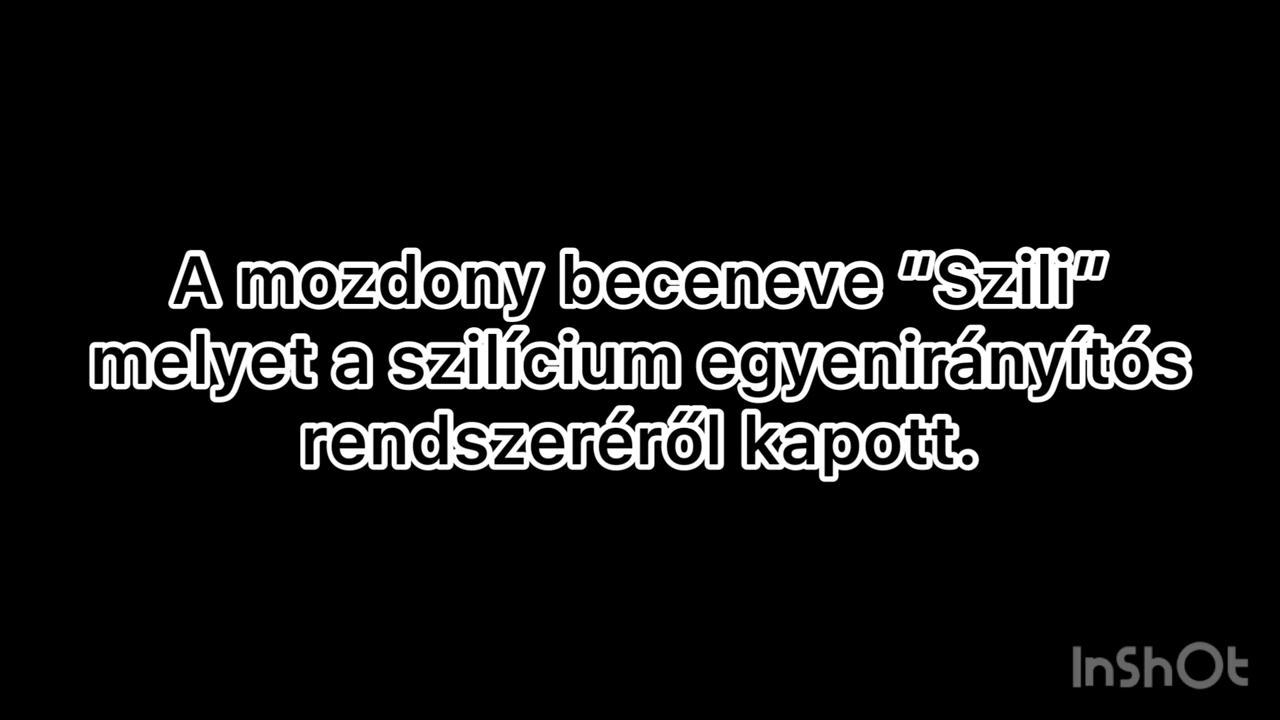 A mozdony beceneve "Szili"
melyet a szilícium egyenirányítós
rendszeréről kapott.
InShOt